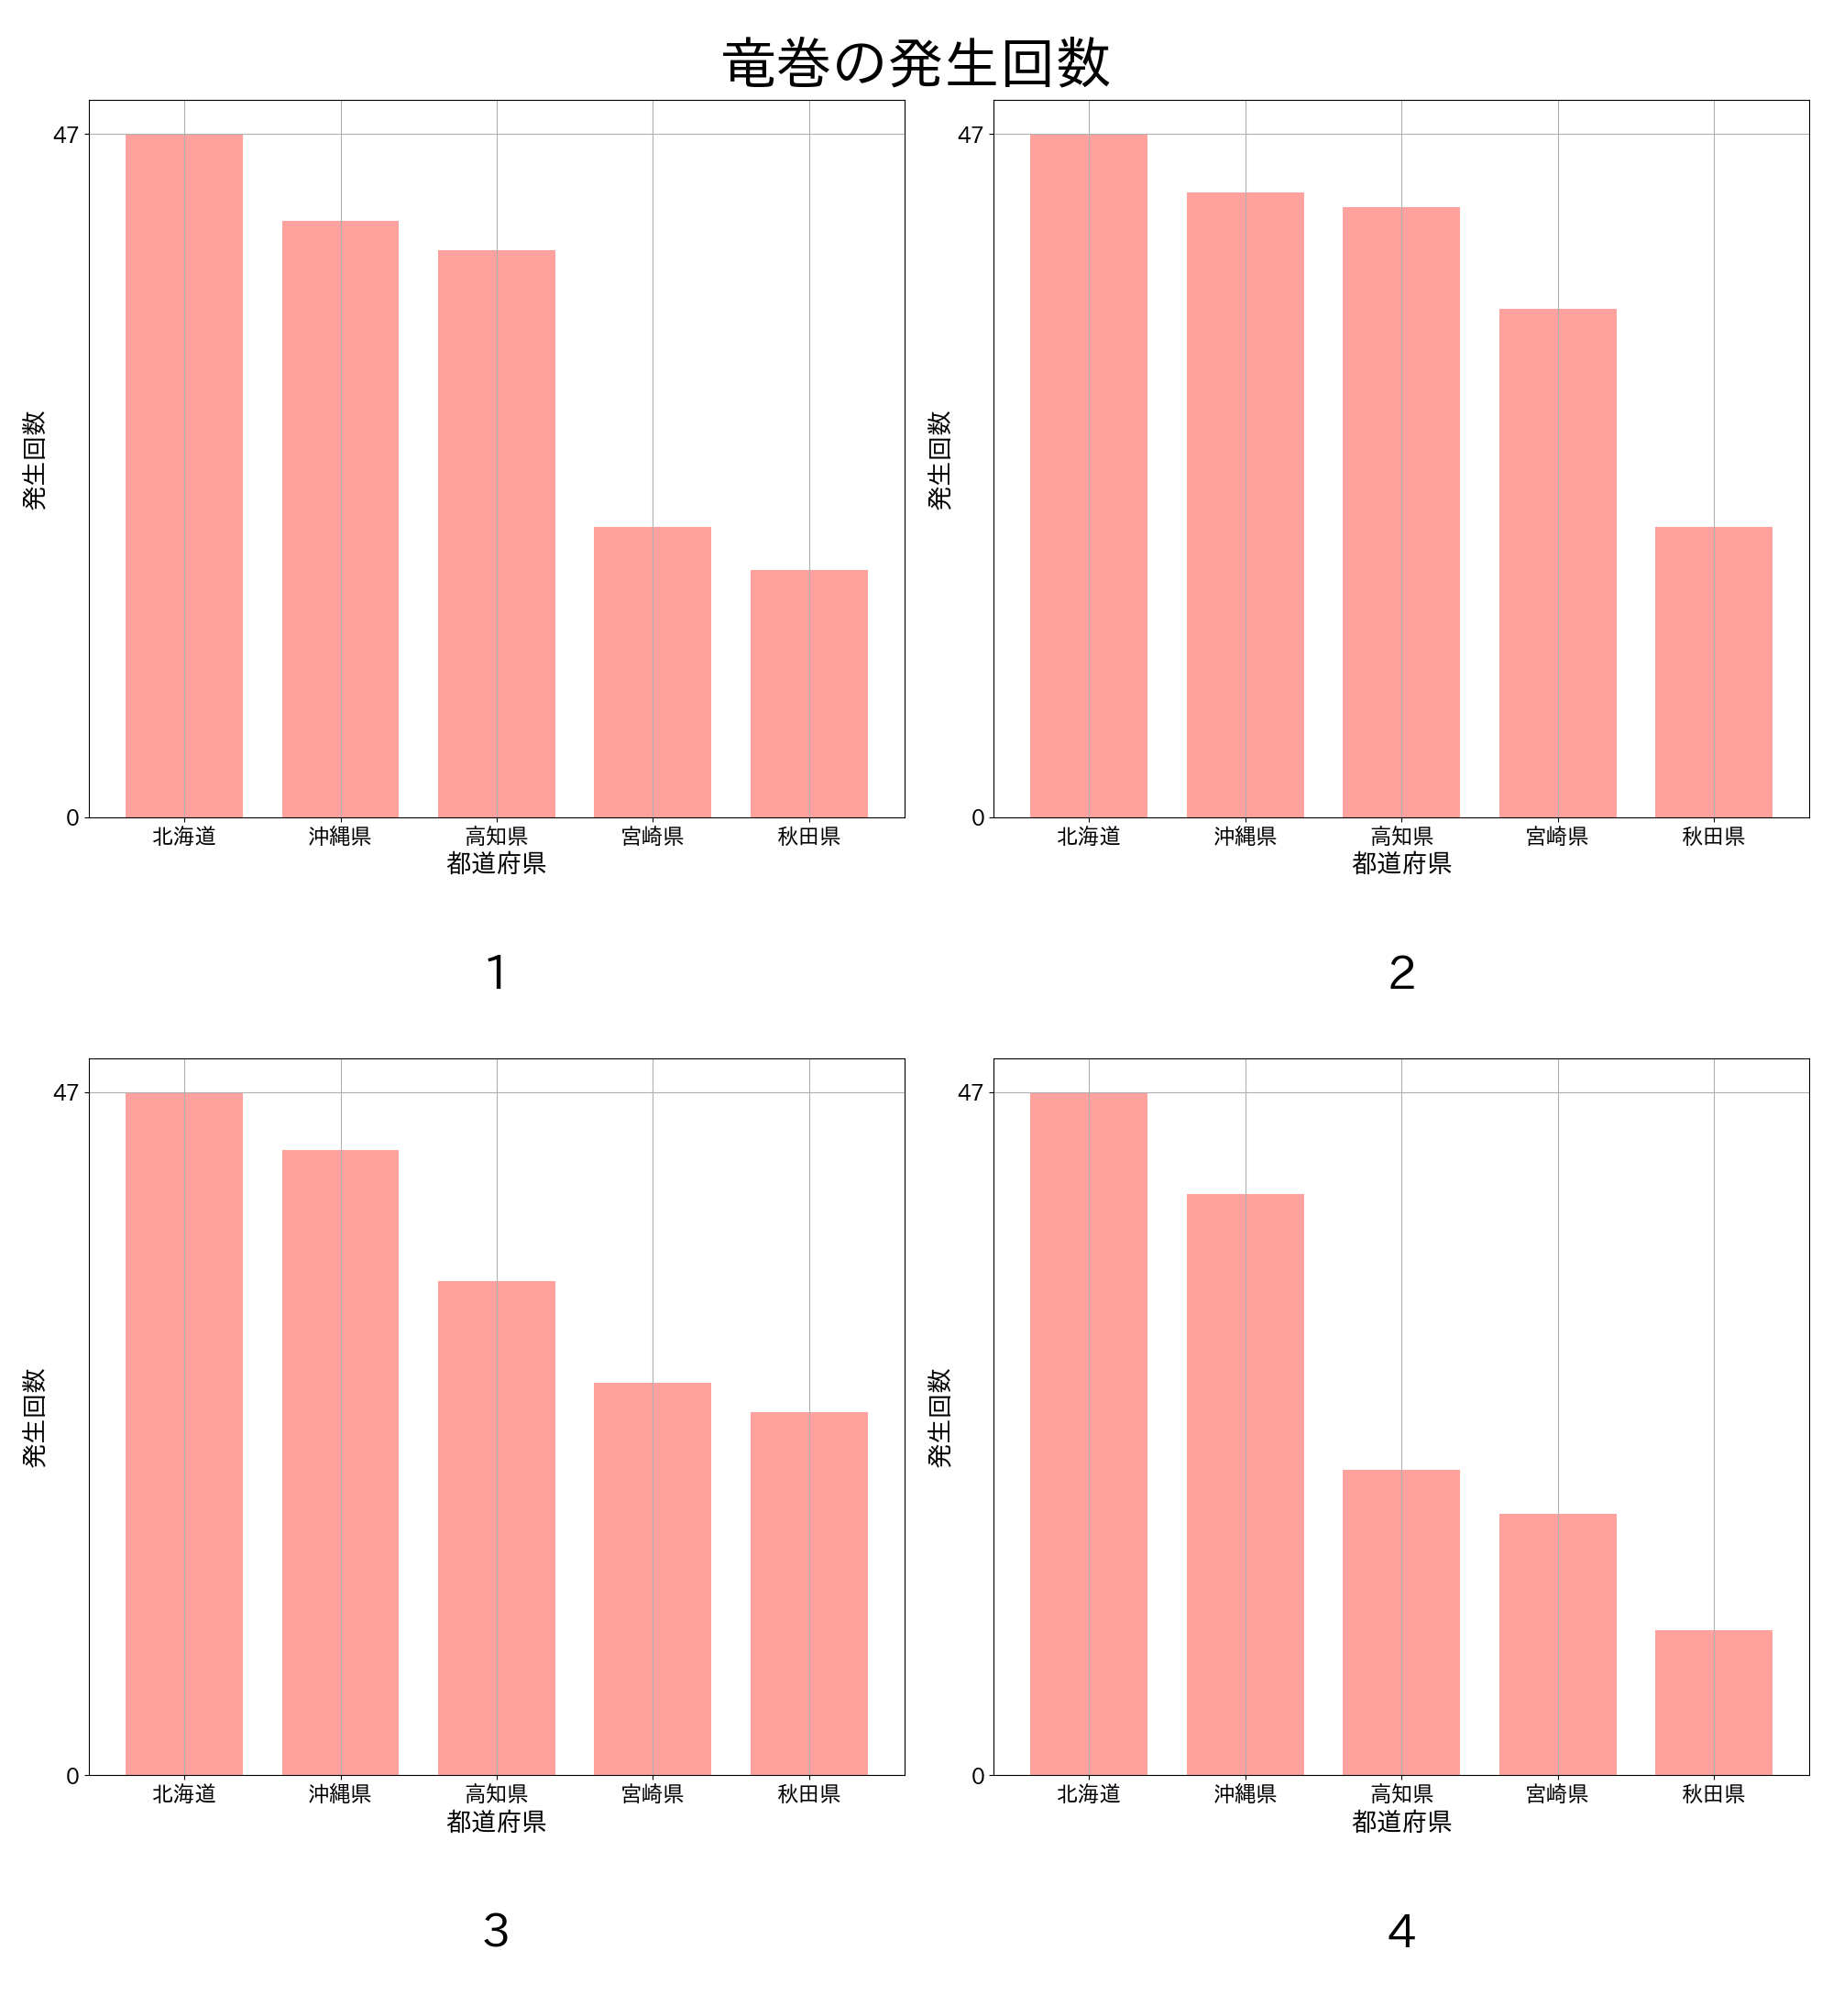 竜巻の発生回数
47
0
発生回数
北海道 沖縄県 高知県 宮崎県 秋田県
都道府県
1
47
0
発生回数
北海道 沖縄県 高知県 宮崎県 秋田県
都道府県
2
47
0
発生回数
北海道 沖縄県 高知県 宮崎県 秋田県
都道府県
3
47
0
発生回数
北海道 沖縄県 高知県 宮崎県 秋田県
都道府県
4